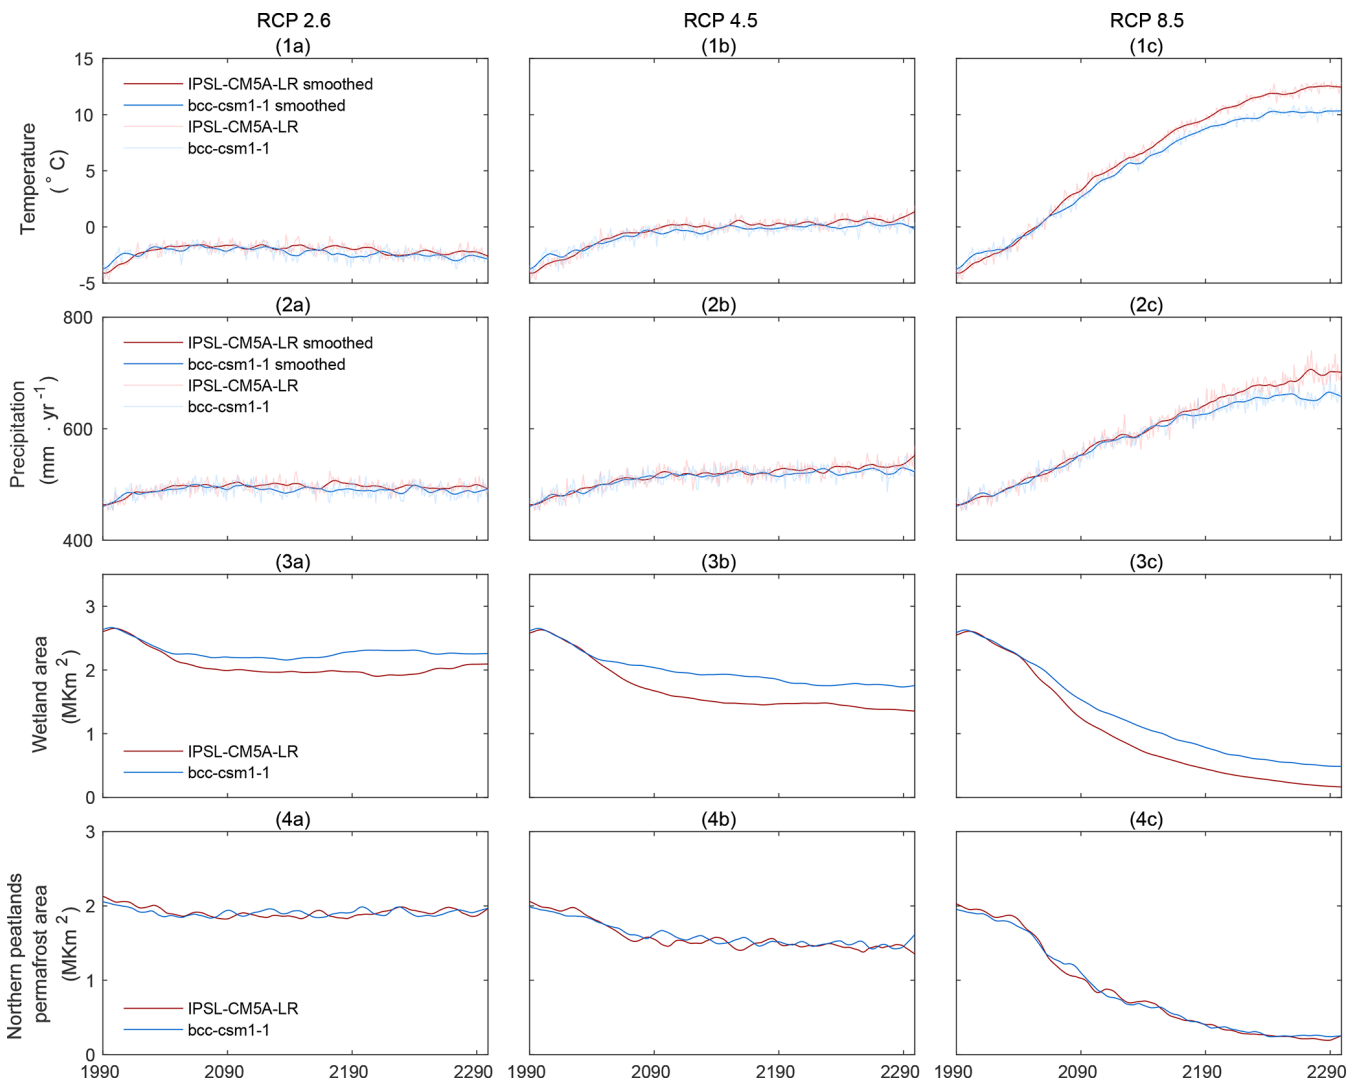 RCP 2.6 RCP 4.5 RCP 8.5
(1a) (1b) (1c)
Temperature
(°C)
15
10
5
0
-5
IPSL-CM5A-LR smoothed
bcc-csm1-1 smoothed
IPSL-CM5A-LR
bcc-csm1-1
(2a) (2b) (2c)
Precipitation
(mm · yr-1)
800
600
400
IPSL-CM5A-LR smoothed
bcc-csm1-1 smoothed
IPSL-CM5A-LR
bcc-csm1-1
(3a) (3b) (3c)
Wetland area
(MKm2)
3
2
1
0
IPSL-CM5A-LR
bcc-csm1-1
(4a) (4b) (4c)
Northern peatlands
permafrost area
(MKm2)
3
2
1
0
IPSL-CM5A-LR
bcc-csm1-1
1990 2090 2190 2290 1990 2090 2190 2290 1990 2090 2190 2290